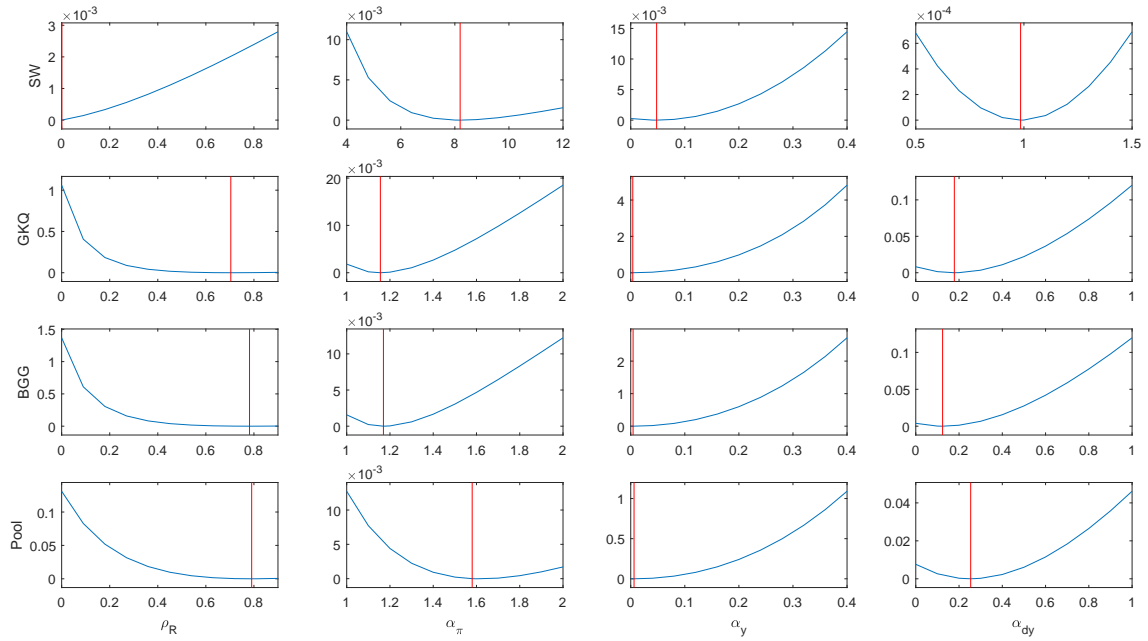 ×10⁻³ ×10⁻³ ×10⁻³ ×10⁻⁴
SW 3 2 1 0 10 5 0 15 10 5 0 6 4 2 0
0 0.2 0.4 0.6 0.8 4 6 8 10 12 0 0.1 0.2 0.3 0.4 0.5 1 1.5
×10⁻³
GKQ 1 0.5 0 20 10 0 4 2 0 0.1 0.05 0
0 0.2 0.4 0.6 0.8 1 1.2 1.4 1.6 1.8 2 0 0.1 0.2 0.3 0.4 0 0.2 0.4 0.6 0.8 1
×10⁻³
BGG 1.5 1 0.5 0 10 5 0 2 1 0 0.1 0.05 0
0 0.2 0.4 0.6 0.8 1 1.2 1.4 1.6 1.8 2 0 0.1 0.2 0.3 0.4 0 0.2 0.4 0.6 0.8 1
×10⁻³
Pool 0.1 0.05 0 10 5 0 1 0.5 0 0.04 0.02 0
0 0.2 0.4 0.6 0.8 1 1.2 1.4 1.6 1.8 2 0 0.1 0.2 0.3 0.4 0 0.2 0.4 0.6 0.8 1
ρ_R α_π α_y α_dy